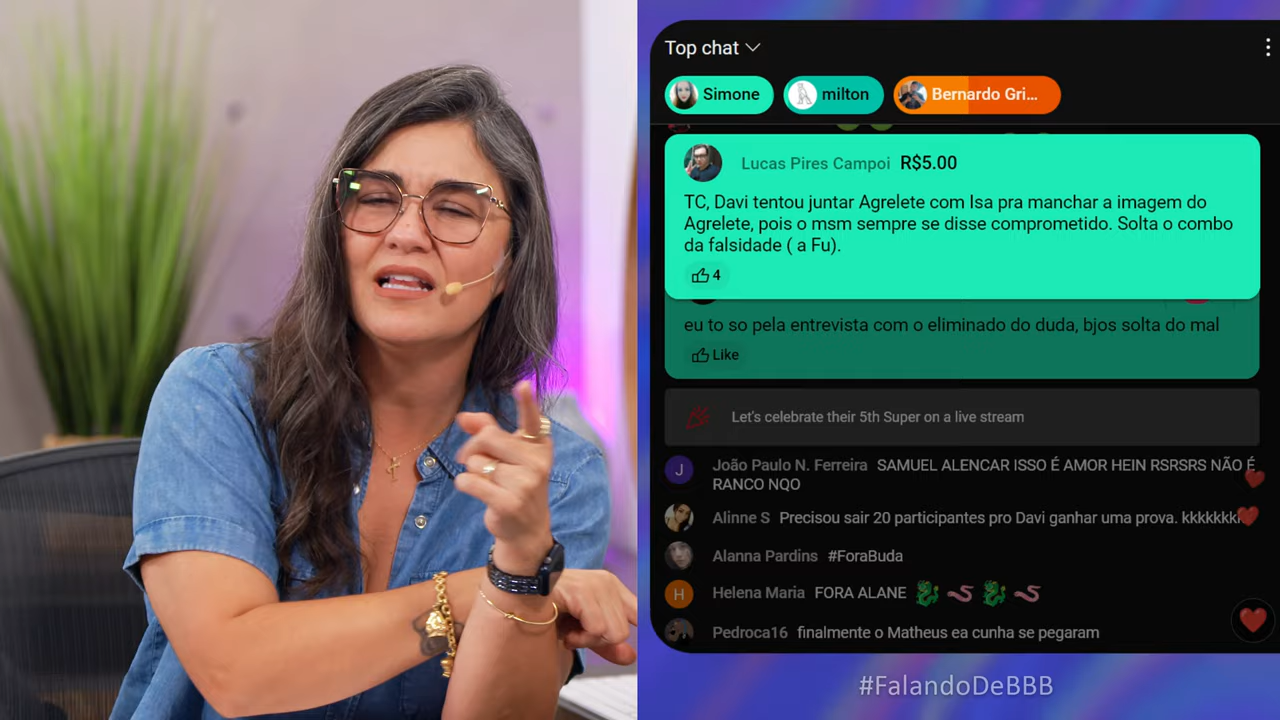 Top chat
Simone
milton
Bernardo Gri...
Lucas Pires Campoi R$5.00
TC, Davi tentou juntar Agrelete com Isa pra manchar a imagem do
Agrelete, pois o msm sempre se disse comprometido. Solta o combo
da falsidade ( a Fu).
4
eu to so pela entrevista com o eliminado do duda, bjos solta do mal
Like
Let's celebrate their 5th Super on a live stream
J
João Paulo N. Ferreira SAMUEL ALENCAR ISSO É AMOR HEIN RSRSRS NÃO É
RANCO NQO
Alinne S Precisou sair 20 participantes pro Davi ganhar uma prova. kkkkkkkk
Alanna Pardins #ForaBuda
H
Helena Maria FORA ALANE
Pedroca16 finalmente o Matheus ea cunha se pegaram
#FalandoDeBBB